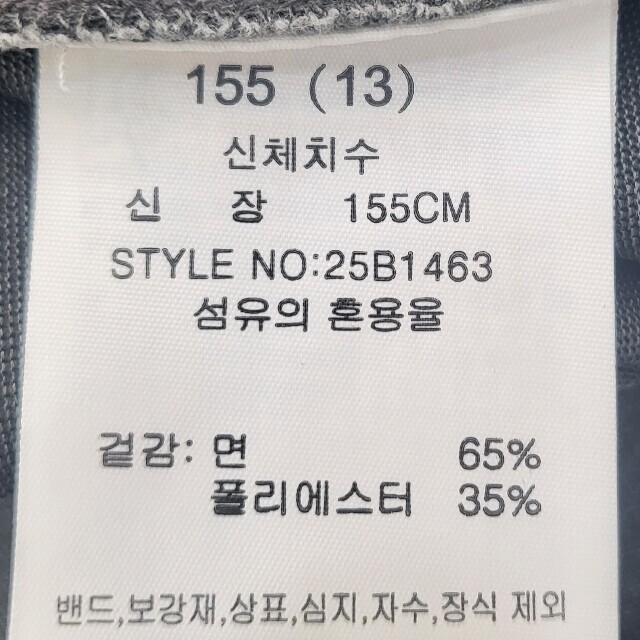 155 (13)
신체치수
신 장 155CM
STYLE NO:25B1463
섬유의 혼용율
겉감: 면 65%
폴리에스터 35%
밴드,보강재,상표,심지,자수,장식 제외